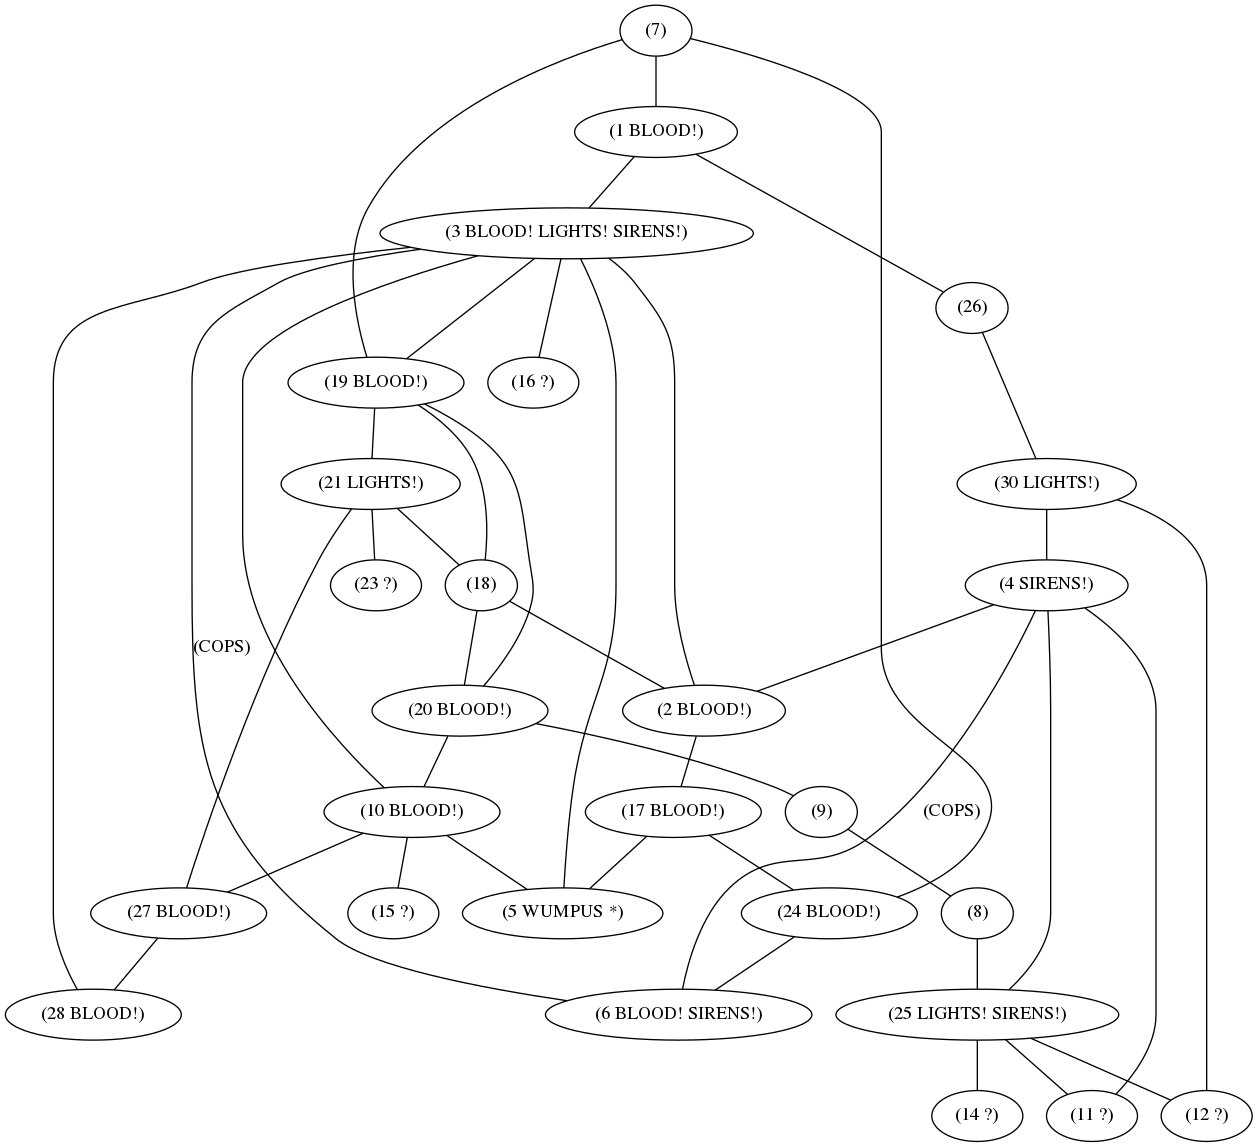 (7)
(1 BLOOD!)
(3 BLOOD! LIGHTS! SIRENS!)
(26)
(19 BLOOD!)
(16 ?)
(21 LIGHTS!)
(30 LIGHTS!)
(23 ?)
(18)
(4 SIRENS!)
(COPS)
(20 BLOOD!)
(2 BLOOD!)
(10 BLOOD!)
(17 BLOOD!)
(9)
(COPS)
(27 BLOOD!)
(15 ?)
(5 WUMPUS *)
(24 BLOOD!)
(8)
(28 BLOOD!)
(6 BLOOD! SIRENS!)
(25 LIGHTS! SIRENS!)
(14 ?)
(11 ?)
(12 ?)